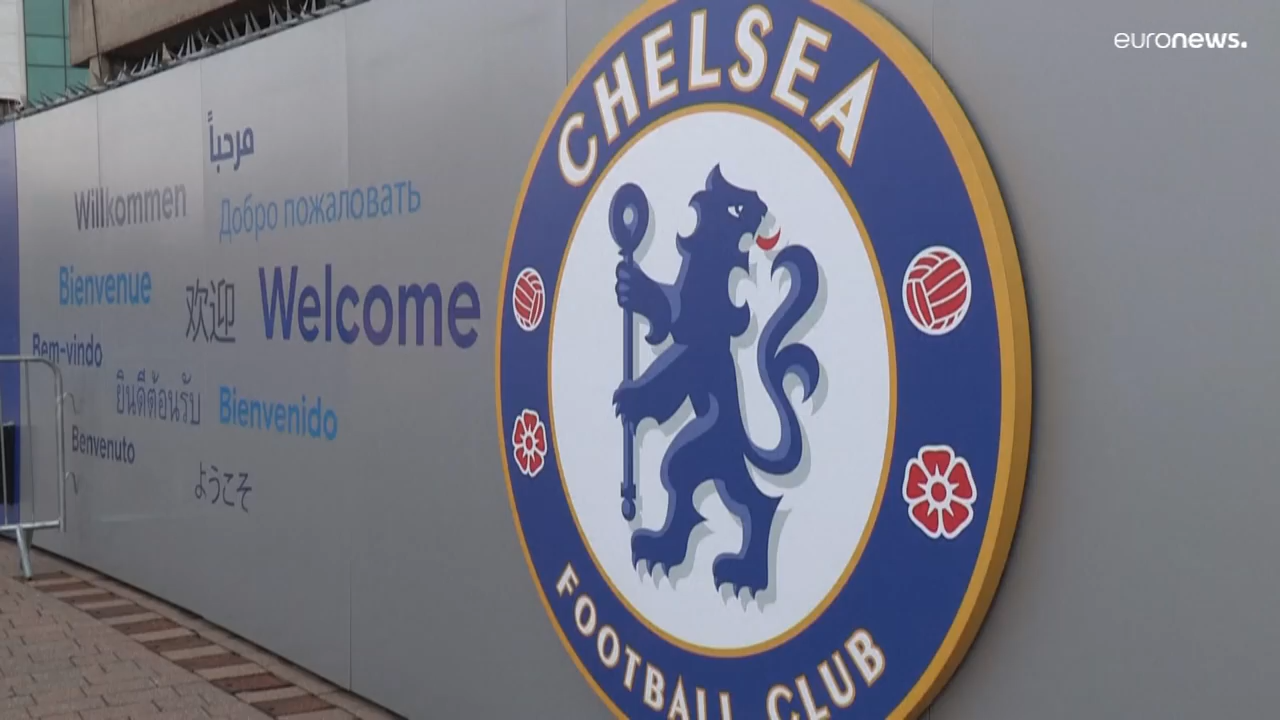 euronews.
CHELSEA
FOOTBALL CLUB
مرحباً
Willkommen
Добро пожаловать
Bienvenue
欢迎
Welcome
Bem-vindo
ยินดีต้อนรับ
Bienvenido
Benvenuto
ようこそ